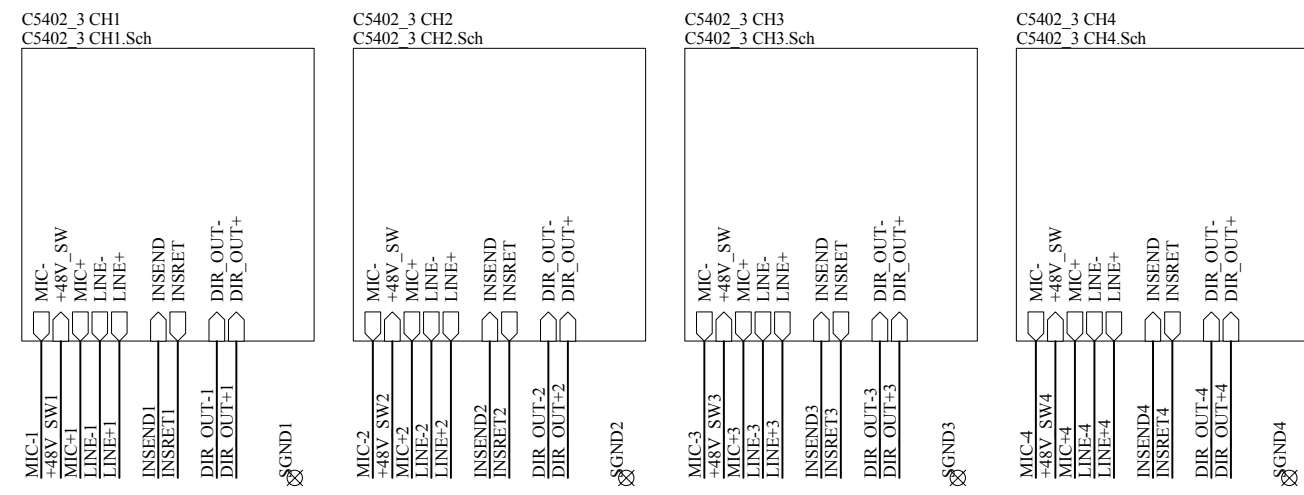 C5402_3 CH1
C5402_3 CH1.Sch
MIC-
+48V_SW
MIC+
LINE-
LINE+
INSEND
INSRET
DIR_OUT-
DIR_OUT+
MIC-1
+48V_SW1
MIC+1
LINE-1
LINE+1
INSEND1
INSRET1
DIR_OUT-1
DIR_OUT+1
SGND1
C5402_3 CH2
C5402_3 CH2.Sch
MIC-
+48V_SW
MIC+
LINE-
LINE+
INSEND
INSRET
DIR_OUT-
DIR_OUT+
MIC-2
+48V_SW2
MIC+2
LINE-2
LINE+2
INSEND2
INSRET2
DIR_OUT-2
DIR_OUT+2
SGND2
C5402_3 CH3
C5402_3 CH3.Sch
MIC-
+48V_SW
MIC+
LINE-
LINE+
INSEND
INSRET
DIR_OUT-
DIR_OUT+
MIC-3
+48V_SW3
MIC+3
LINE-3
LINE+3
INSEND3
INSRET3
DIR_OUT-3
DIR_OUT+3
SGND3
C5402_3 CH4
C5402_3 CH4.Sch
MIC-
+48V_SW
MIC+
LINE-
LINE+
INSEND
INSRET
DIR_OUT-
DIR_OUT+
MIC-4
+48V_SW4
MIC+4
LINE-4
LINE+4
INSEND4
INSRET4
DIR_OUT-4
DIR_OUT+4
SGND4